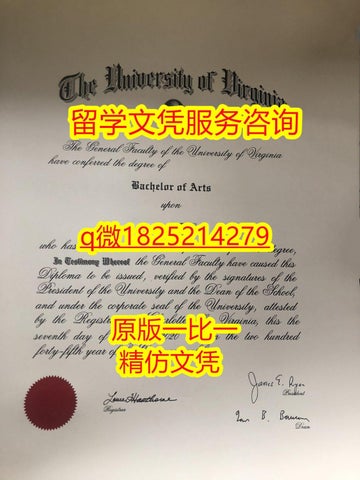 The University of Virginia
留学文凭服务咨询
The General Faculty of the University of Virginia
have conferred the degree of
Bachelor of Arts
upon
q微1825214279
who has degree,
In Testimony Whereof the General Faculty have caused this
Diploma to be issued, verified by the signatures of the
President of the University and the Dean of the School,
and under the corporate seal of the University, attested
by the Registrar Virginia, this the
seventh day of the two hundred
forty-fifth year of
原版一比一
精仿文凭
President
Registrar
Dean